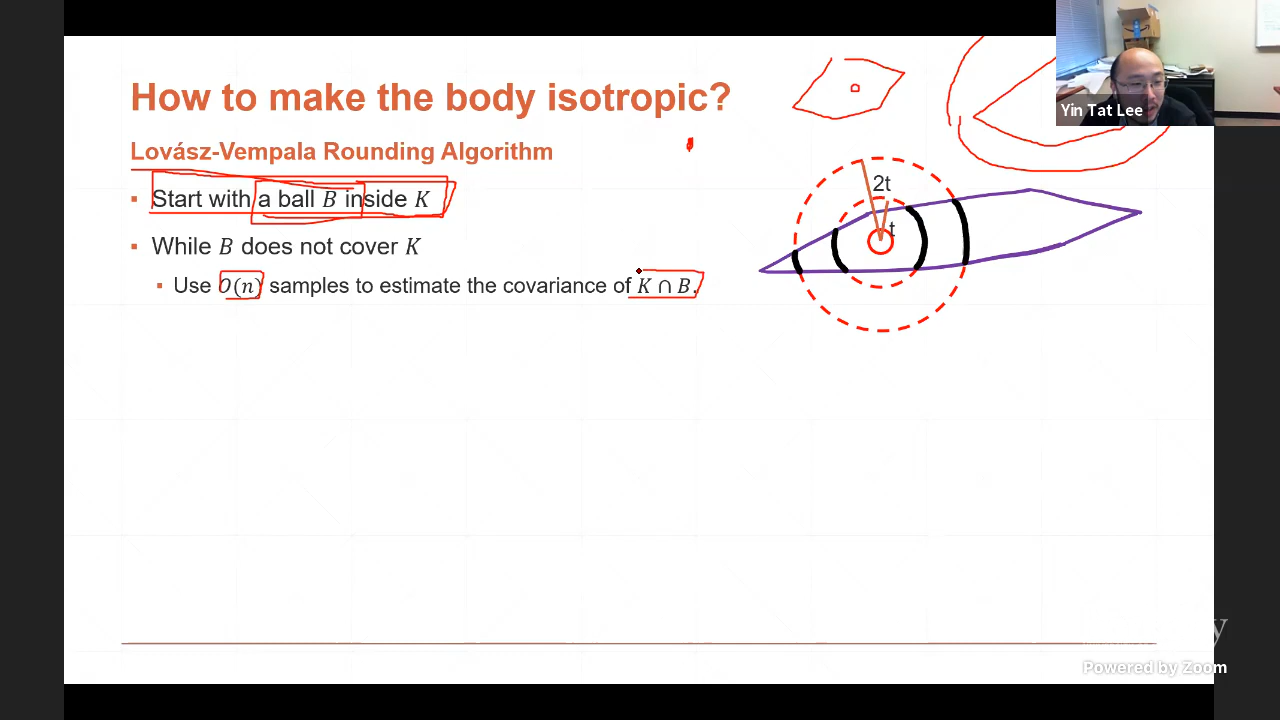 How to make the body isotropic?
Lovász-Vempala Rounding Algorithm
▪ Start with a ball B inside K
▪ While B does not cover K
▪ Use O(n) samples to estimate the covariance of K ∩ B.
2t
t
Yin Tat Lee
y
Powered by Zoom